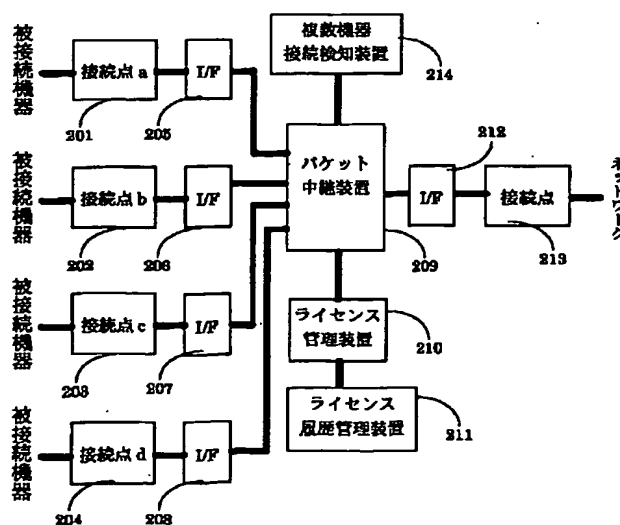 被接続機器
接続点 a
I/F
201
205
複数機器
接続検知装置
214
被接続機器
接続点 b
I/F
202
206
パケット
中継装置
209
212
I/F
接続点
213
ネットワーク
被接続機器
接続点 c
I/F
203
207
ライセンス
管理装置
210
被接続機器
接続点 d
I/F
204
208
ライセンス
履歴管理装置
211